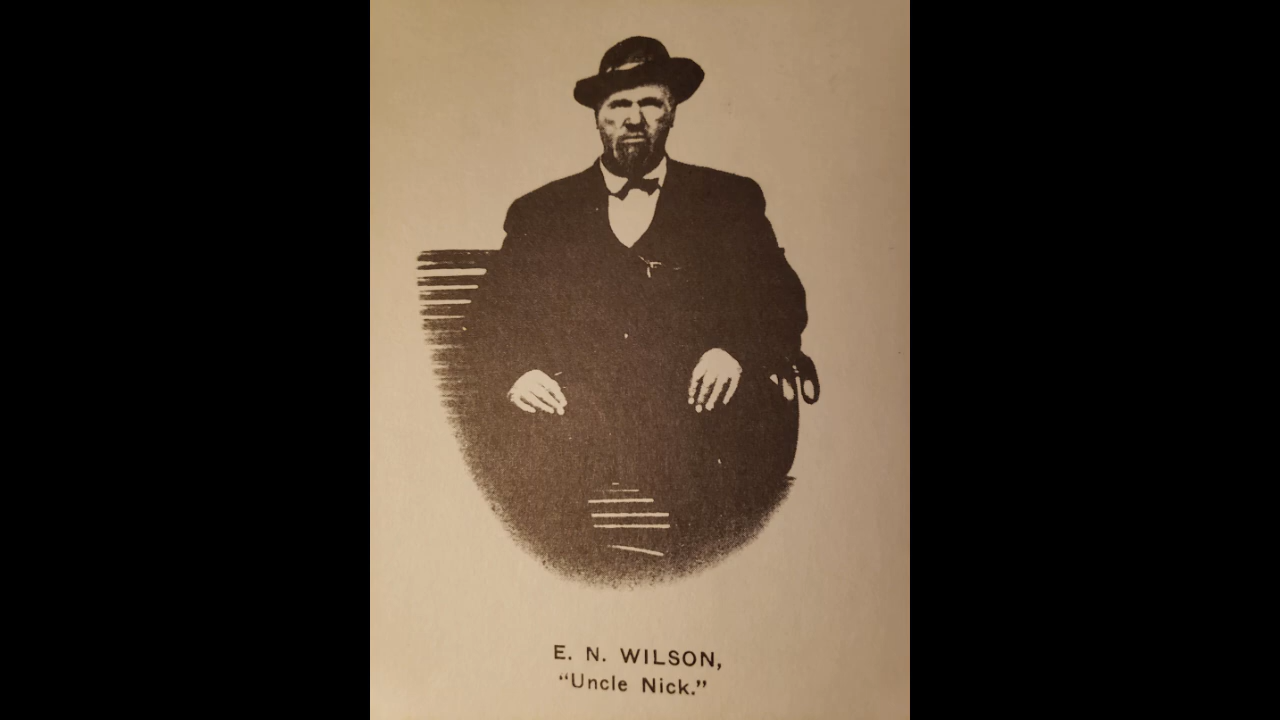 E. N. WILSON,
“Uncle Nick.”